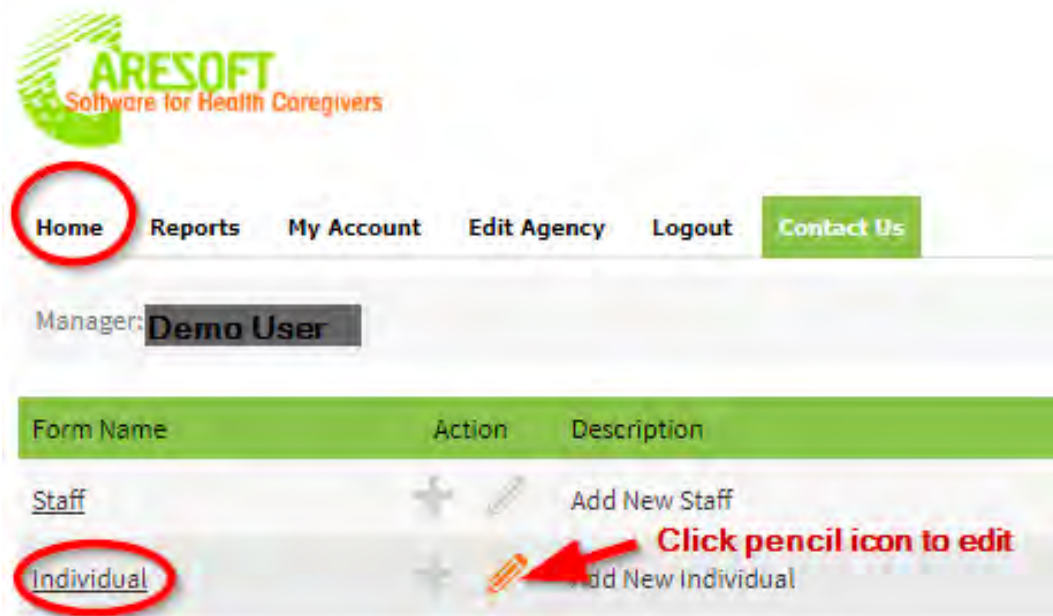 CARESOFT
Software for Health Caregivers
Home Reports My Account Edit Agency Logout Contact Us
Manager: Demo User
Form Name Action Description
Staff Add New Staff
Click pencil icon to edit
Individual Add New Individual